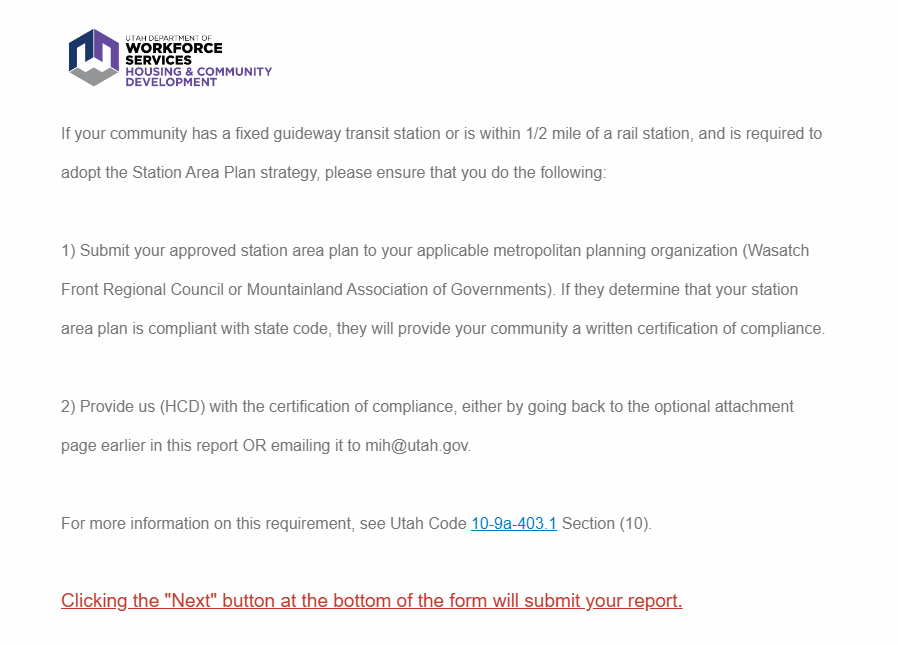 UTAH DEPARTMENT OF
WORKFORCE
SERVICES
HOUSING & COMMUNITY
DEVELOPMENT
If your community has a fixed guideway transit station or is within 1/2 mile of a rail station, and is required to
adopt the Station Area Plan strategy, please ensure that you do the following:
1) Submit your approved station area plan to your applicable metropolitan planning organization (Wasatch
Front Regional Council or Mountainland Association of Governments). If they determine that your station
area plan is compliant with state code, they will provide your community a written certification of compliance.
2) Provide us (HCD) with the certification of compliance, either by going back to the optional attachment
page earlier in this report OR emailing it to mih@utah.gov.
For more information on this requirement, see Utah Code 10-9a-403.1 Section (10).
Clicking the "Next" button at the bottom of the form will submit your report.